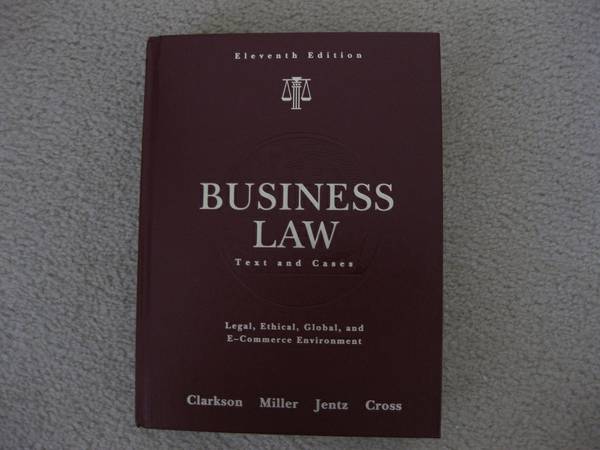 Eleventh Edition
BUSINESS
LAW
Text and Cases
Legal, Ethical, Global, and
E-Commerce Environment
Clarkson Miller Jentz Cross